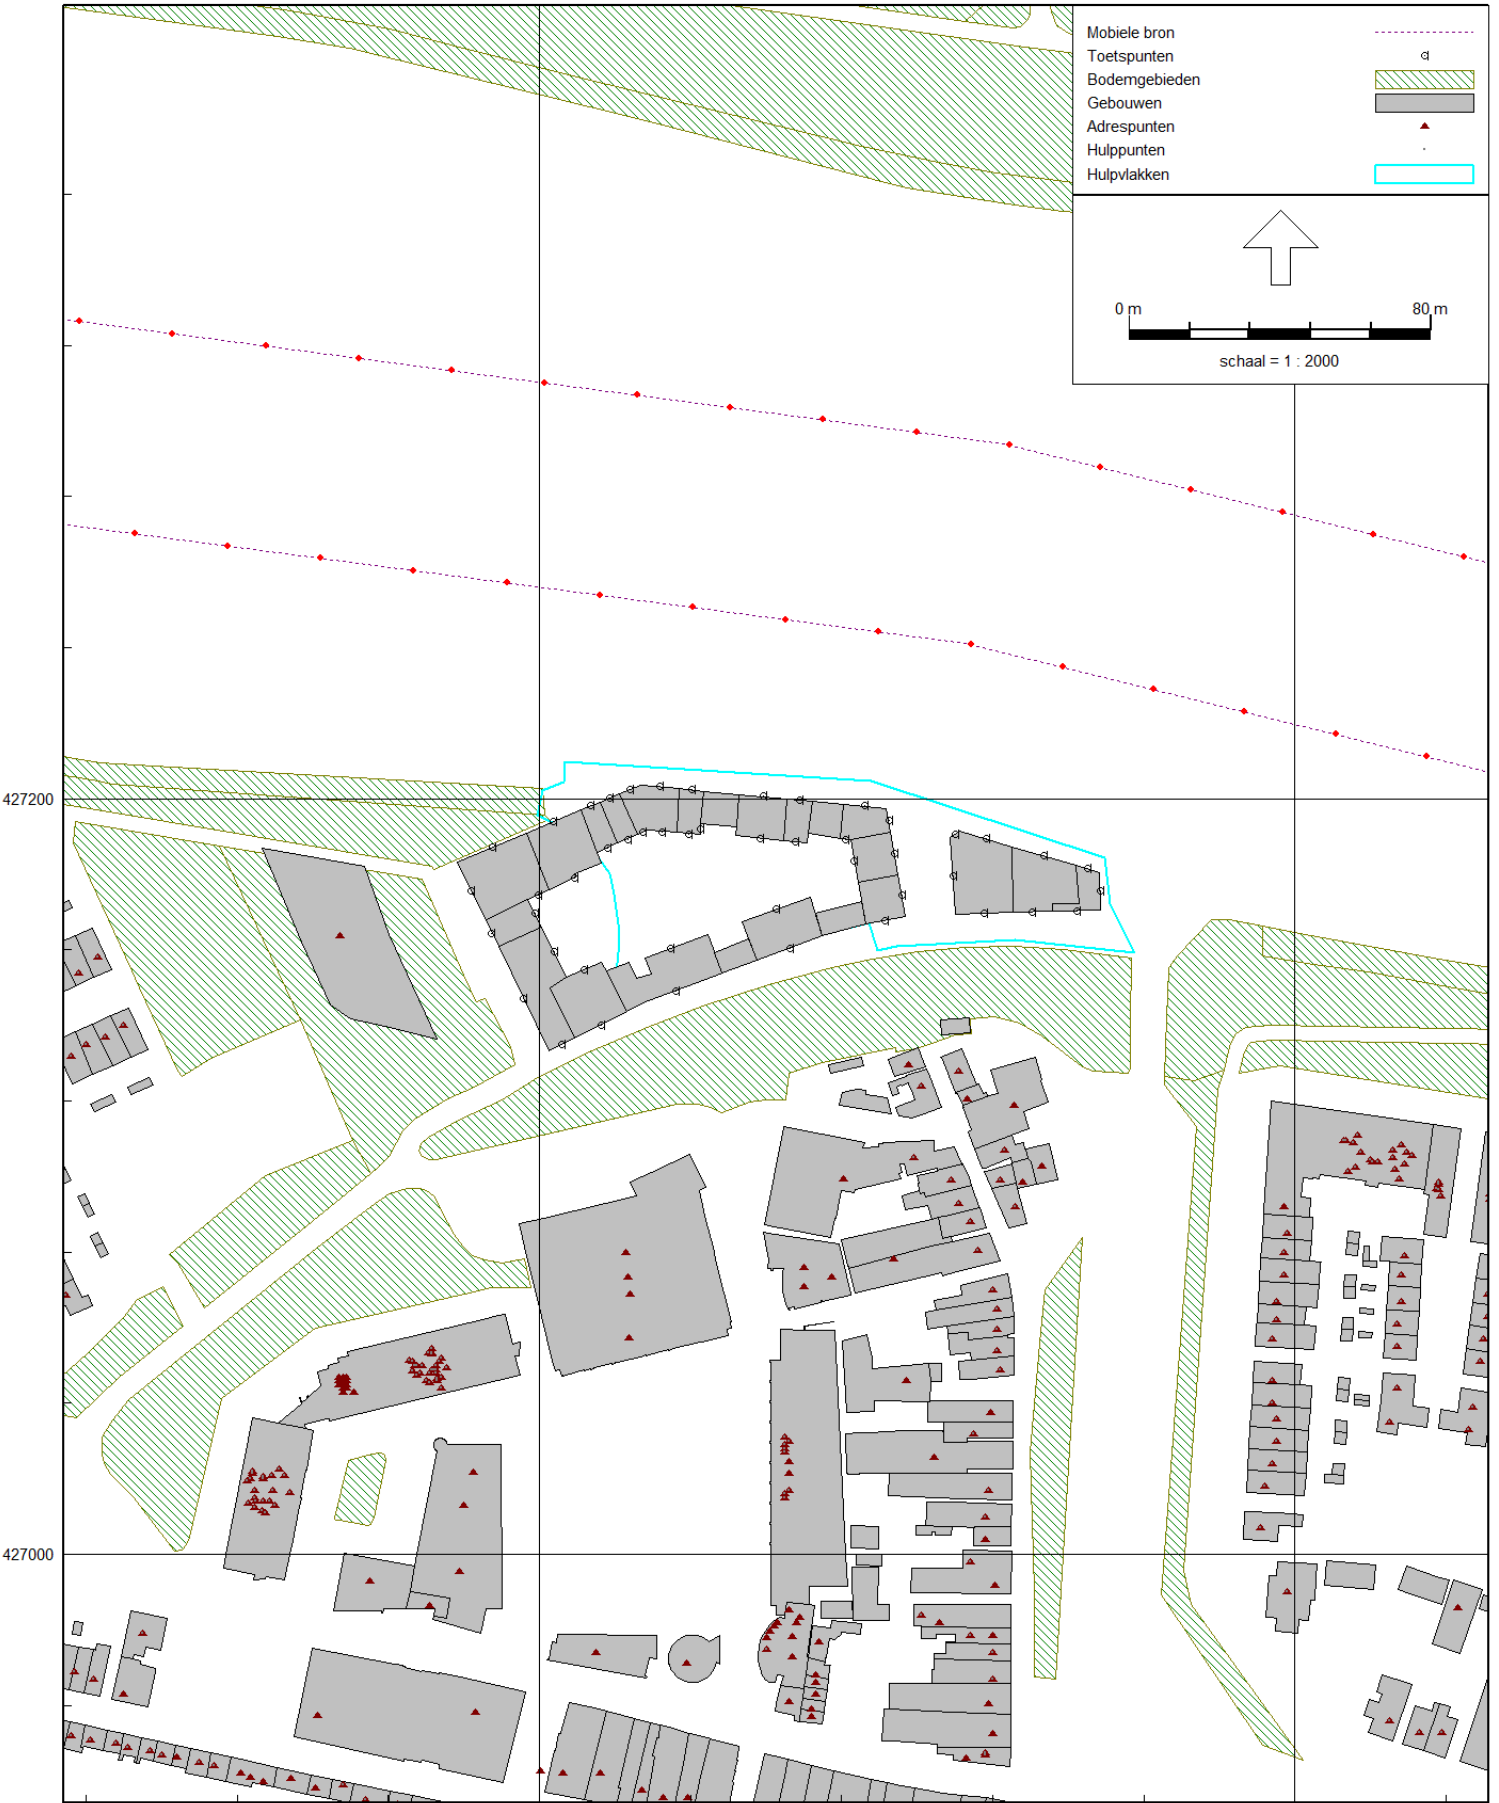 Mobiele bron
Toetspunten
Bodemgebieden
Gebouwen
Adrespunten
Hulppunten
Hulpvlakken
0 m 80 m
schaal = 1 : 2000
427200
427000